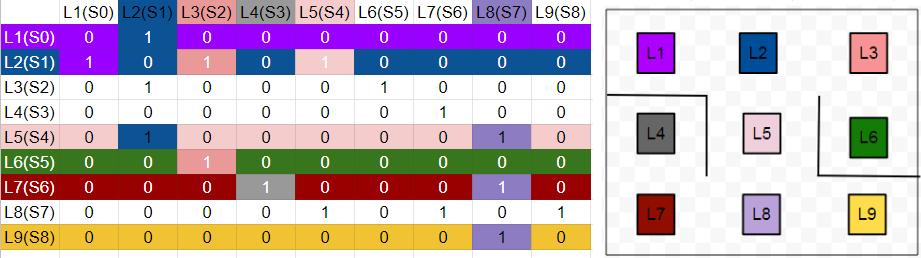 L1(S0) L2(S1) L3(S2) L4(S3) L5(S4) L6(S5) L7(S6) L8(S7) L9(S8)
L1(S0) 0 1 0 0 0 0 0 0 0
L2(S1) 1 0 1 0 1 0 0 0 0
L3(S2) 0 1 0 0 0 1 0 0 0
L4(S3) 0 0 0 0 0 0 1 0 0
L5(S4) 0 1 0 0 0 0 0 1 0
L6(S5) 0 0 1 0 0 0 0 0 0
L7(S6) 0 0 0 1 0 0 0 1 0
L8(S7) 0 0 0 0 1 0 1 0 1
L9(S8) 0 0 0 0 0 0 0 1 0
L1 L2 L3
L4 L5 L6
L7 L8 L9